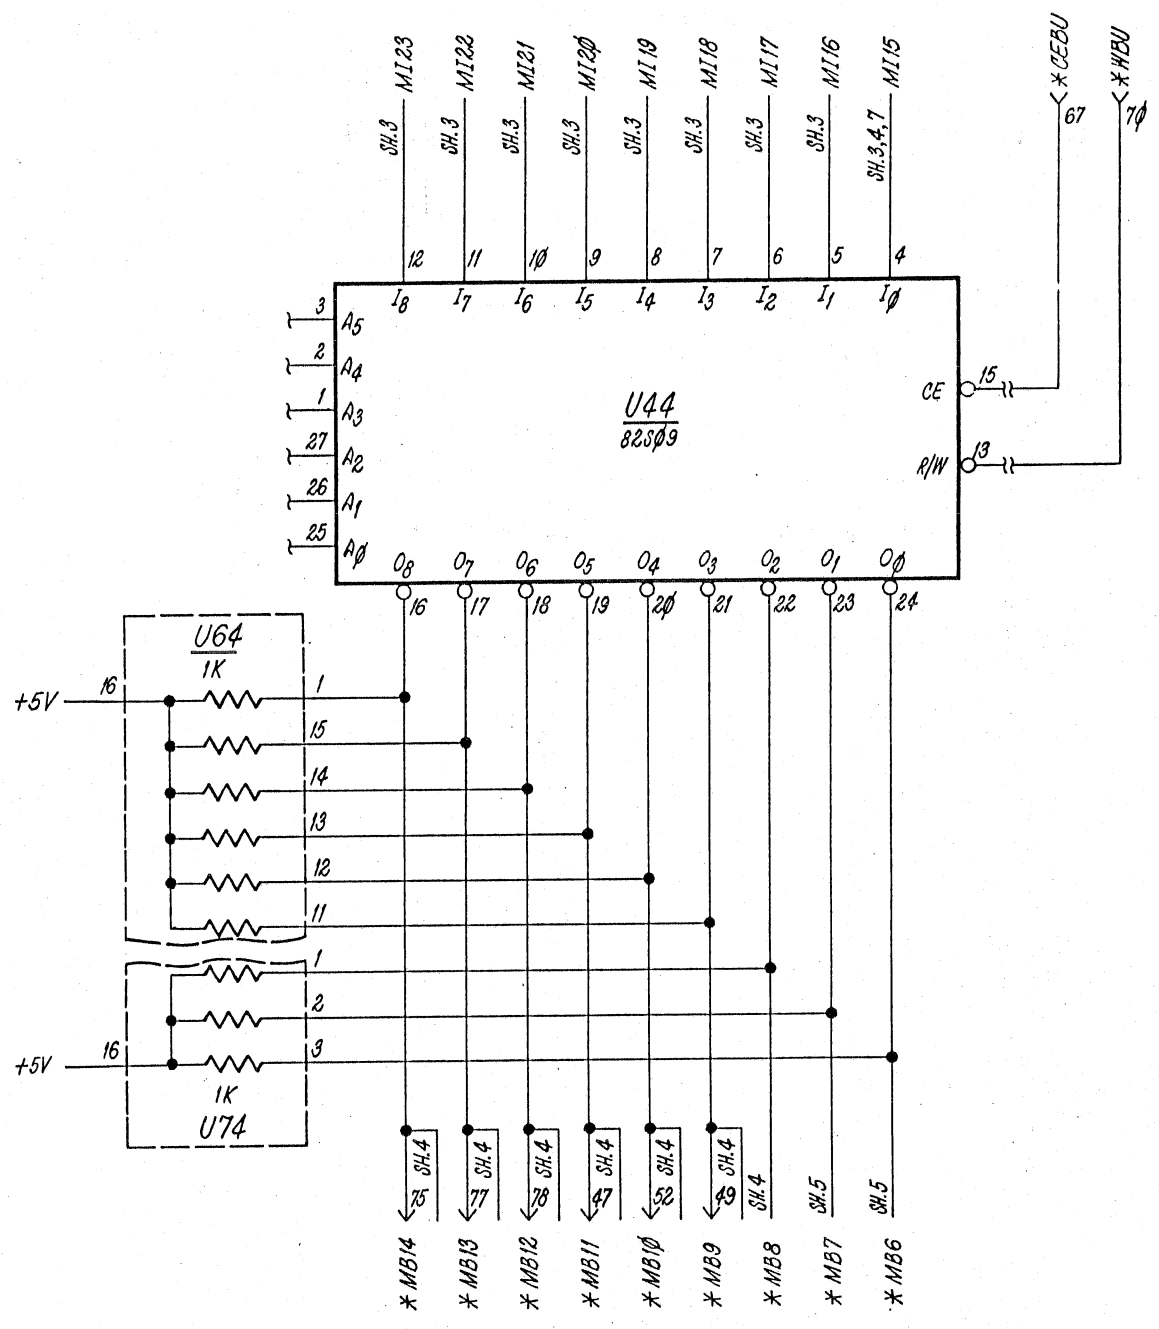 MI23 MI22 MI21 MI2Ø MI19 MI18 MI17 MI16 MI15 *CEBU *WBU
SH.3 SH.3 SH.3 SH.3 SH.3 SH.3 SH.3 SH.3 SH.3,4,7 67 7Ø
12 11 1Ø 9 8 7 6 5 4
I8 I7 I6 I5 I4 I3 I2 I1 IØ
3 A5
2 A4
1 A3
27 A2
26 A1
25 AØ
U44
82SØ9
CE 15
R/W 13
O8 O7 O6 O5 O4 O3 O2 O1 OØ
16 17 18 19 2Ø 21 22 23 24
U64
1K
+5V 16 1
15
14
13
12
11
1
2
+5V 16 3
1K
U74
SH.4 SH.4 SH.4 SH.4 SH.4 SH.4 SH.4 SH.5 SH.5
75 77 78 47 52 49
*MB14 *MB13 *MB12 *MB11 *MB1Ø *MB9 *MB8 *MB7 *MB6